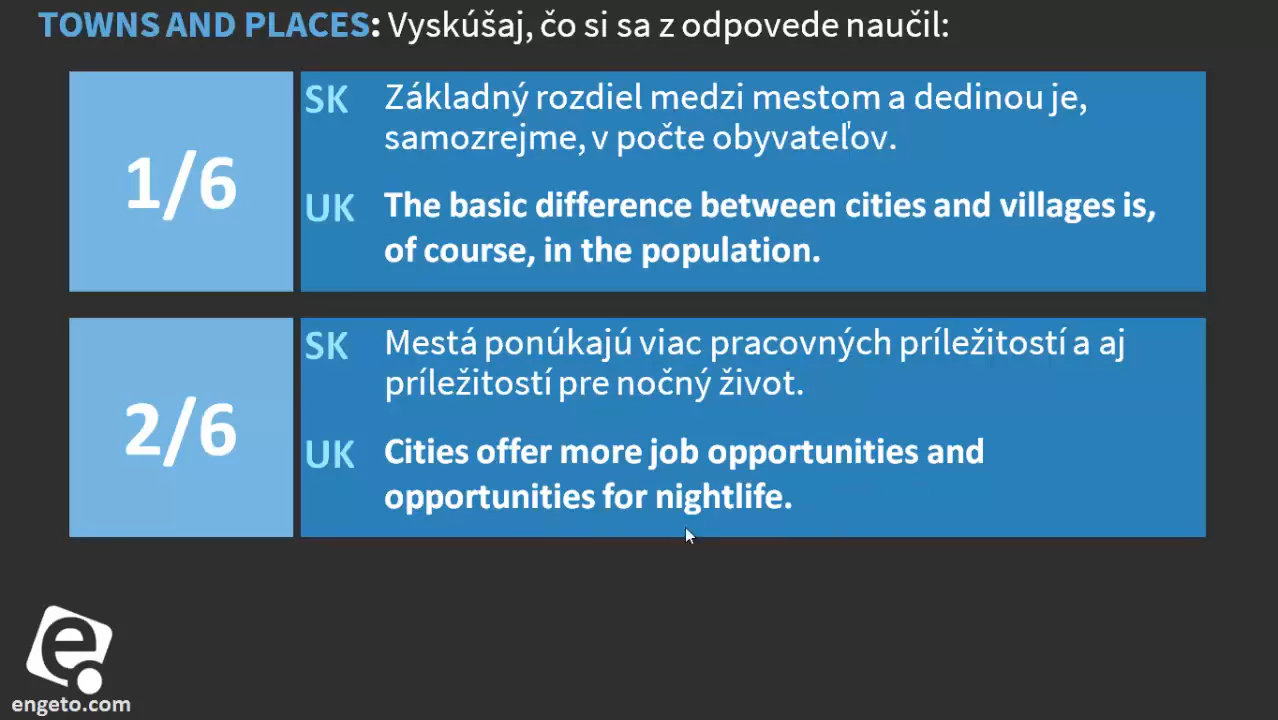 TOWNS AND PLACES: Vyskúšaj, čo si sa z odpovede naučil:
1/6
SK Základný rozdiel medzi mestom a dedinou je,
samozrejme, v počte obyvateľov.
UK The basic difference between cities and villages is,
of course, in the population.
2/6
SK Mestá ponúkajú viac pracovných príležitostí a aj
príležitostí pre nočný život.
UK Cities offer more job opportunities and
opportunities for nightlife.
e.
engeto.com